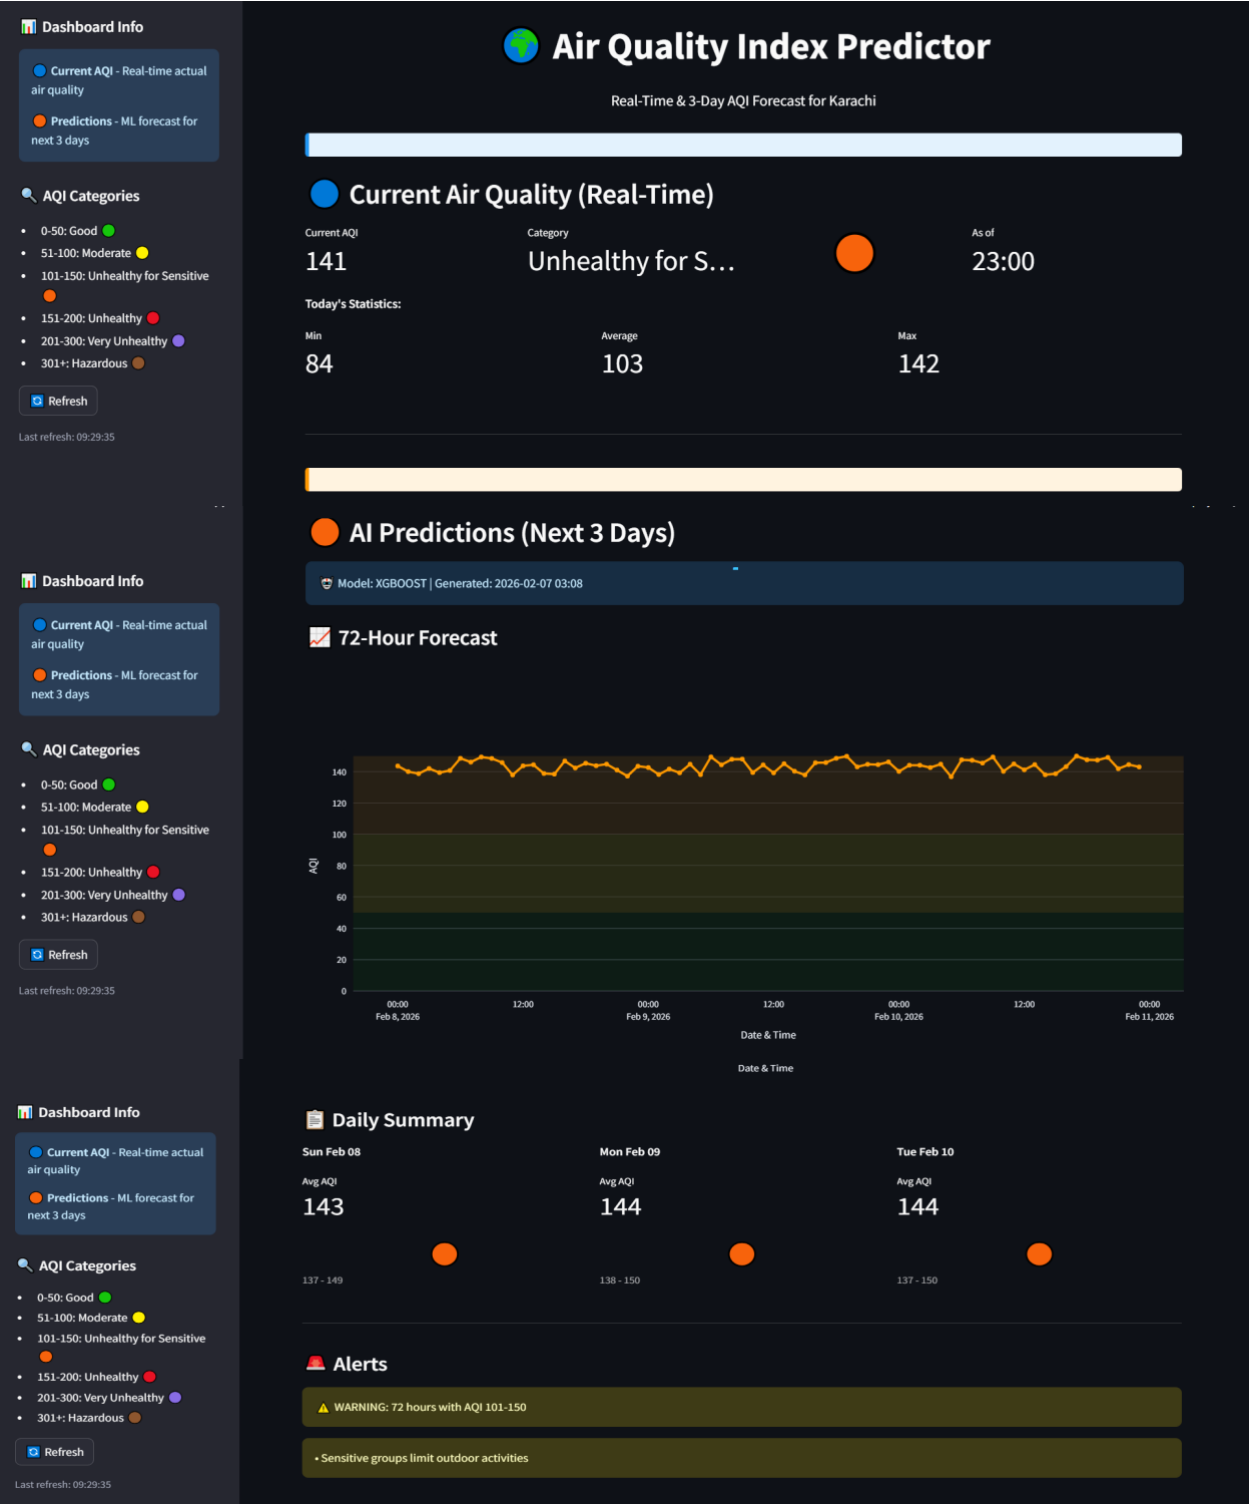 Dashboard Info
Current AQI - Real-time actual
air quality
Predictions - ML forecast for
next 3 days
AQI Categories
• 0-50: Good
• 51-100: Moderate
• 101-150: Unhealthy for Sensitive
• 151-200: Unhealthy
• 201-300: Very Unhealthy
• 301+: Hazardous
Refresh
Last refresh: 09:29:35
Air Quality Index Predictor
Real-Time & 3-Day AQI Forecast for Karachi
Current Air Quality (Real-Time)
Current AQI Category As of
141 Unhealthy for S... 23:00
Today's Statistics:
Min Average Max
84 103 142
Dashboard Info
Current AQI - Real-time actual
air quality
Predictions - ML forecast for
next 3 days
AQI Categories
• 0-50: Good
• 51-100: Moderate
• 101-150: Unhealthy for Sensitive
• 151-200: Unhealthy
• 201-300: Very Unhealthy
• 301+: Hazardous
Refresh
Last refresh: 09:29:35
AI Predictions (Next 3 Days)
Model: XGBOOST | Generated: 2026-02-07 03:08
72-Hour Forecast
AQI
140
120
100
80
60
40
20
0
00:00 12:00 00:00 12:00 00:00 12:00 00:00
Feb 8, 2026 Feb 9, 2026 Feb 10, 2026 Feb 11, 2026
Date & Time
Date & Time
Dashboard Info
Current AQI - Real-time actual
air quality
Predictions - ML forecast for
next 3 days
AQI Categories
• 0-50: Good
• 51-100: Moderate
• 101-150: Unhealthy for Sensitive
• 151-200: Unhealthy
• 201-300: Very Unhealthy
• 301+: Hazardous
Refresh
Last refresh: 09:29:35
Daily Summary
Sun Feb 08 Mon Feb 09 Tue Feb 10
Avg AQI Avg AQI Avg AQI
143 144 144
137 - 149 138 - 150 137 - 150
Alerts
WARNING: 72 hours with AQI 101-150
• Sensitive groups limit outdoor activities